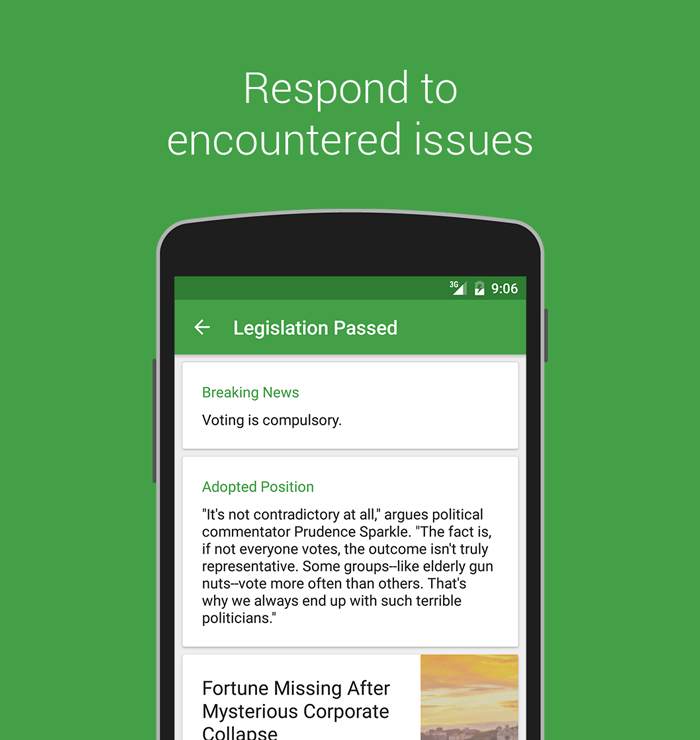 Respond to
encountered issues
3G
9:06
Legislation Passed
Breaking News
Voting is compulsory.
Adopted Position
"It's not contradictory at all," argues political
commentator Prudence Sparkle. "The fact is,
if not everyone votes, the outcome isn't truly
representative. Some groups--like elderly gun
nuts--vote more often than others. That's
why we always end up with such terrible
politicians."
Fortune Missing After
Mysterious Corporate
Collapse